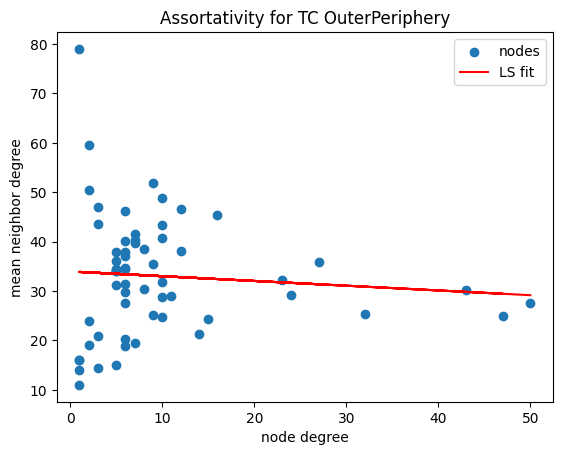 Assortativity for TC OuterPeriphery
nodes
LS fit
mean neighbor degree
80
70
60
50
40
30
20
10
0
10
20
30
40
50
node degree